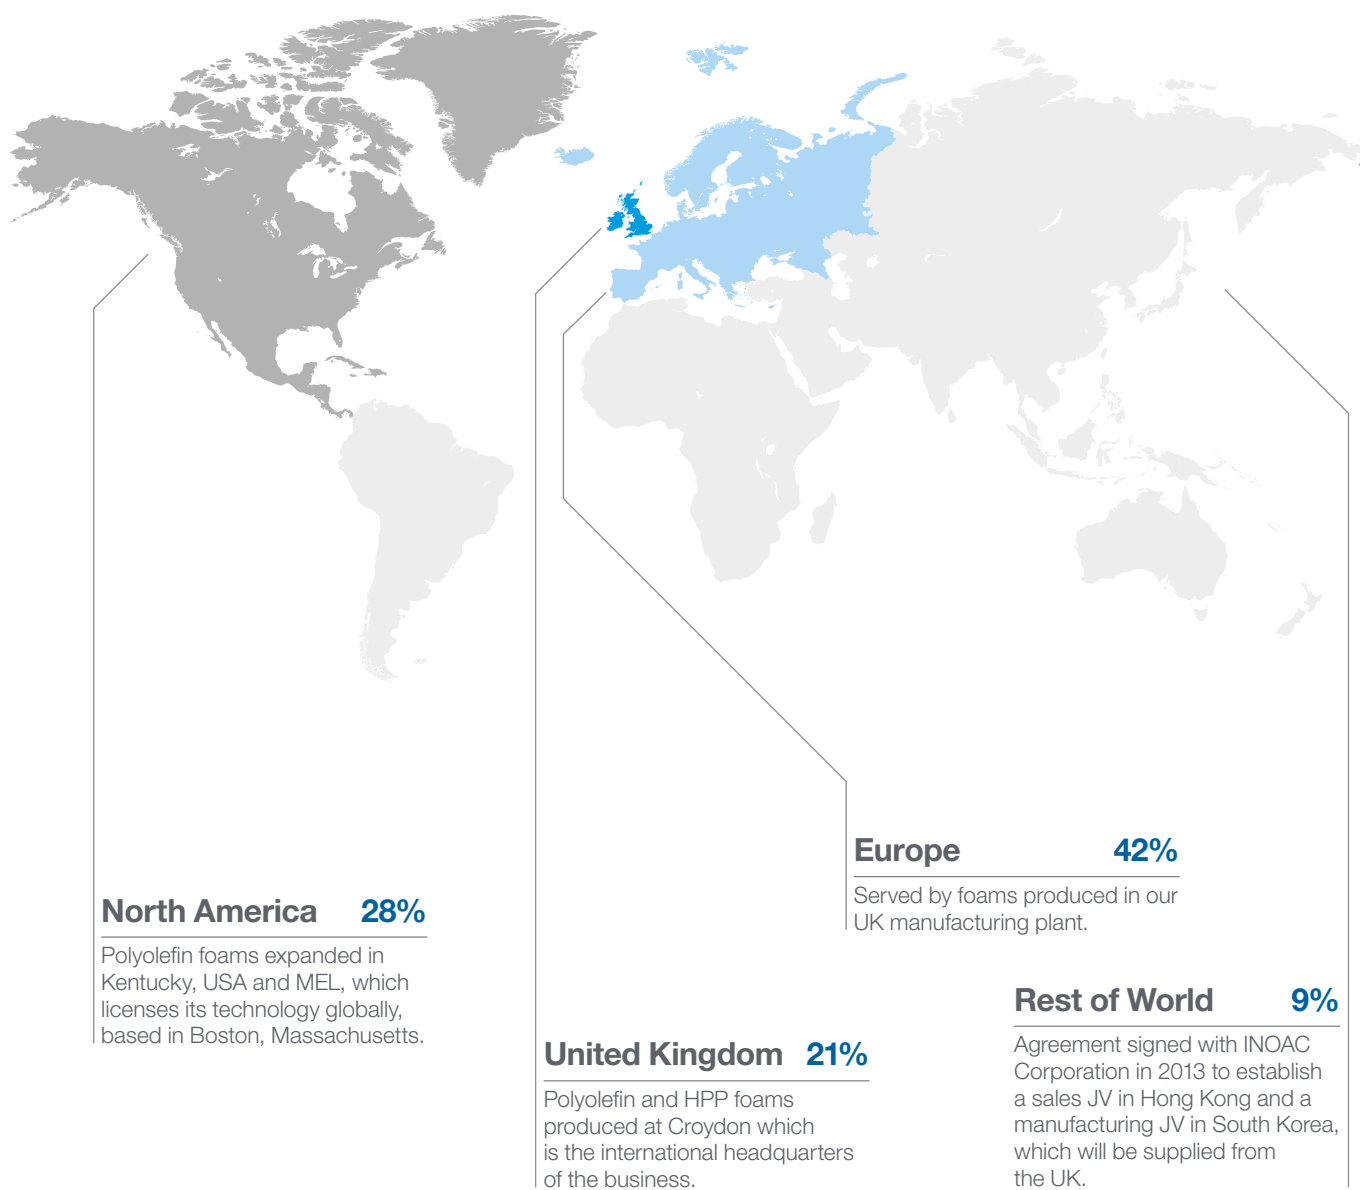 North America 28%
Polyolefin foams expanded in
Kentucky, USA and MEL, which
licenses its technology globally,
based in Boston, Massachusetts.
United Kingdom 21%
Polyolefin and HPP foams
produced at Croydon which
is the international headquarters
of the business.
Europe 42%
Served by foams produced in our
UK manufacturing plant.
Rest of World 9%
Agreement signed with INOAC
Corporation in 2013 to establish
a sales JV in Hong Kong and a
manufacturing JV in South Korea,
which will be supplied from
the UK.